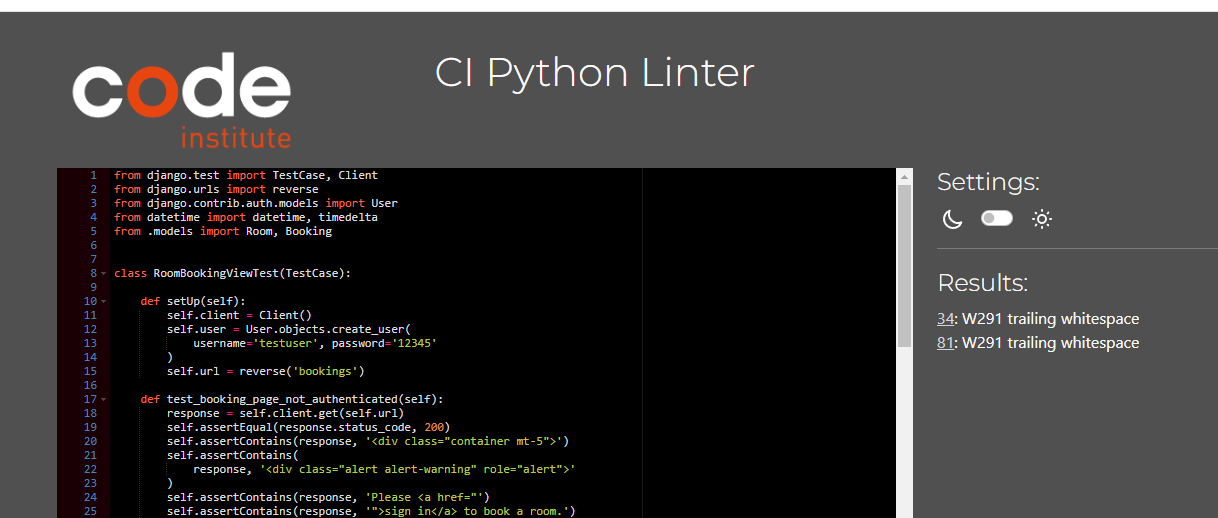 code
institute
CI Python Linter
1 from django.test import TestCase, Client
2 from django.urls import reverse
3 from django.contrib.auth.models import User
4 from datetime import datetime, timedelta
5 from .models import Room, Booking
6
7
8 class RoomBookingViewTest(TestCase):
9
10     def setUp(self):
11         self.client = Client()
12         self.user = User.objects.create_user(
13             username='testuser', password='12345'
14         )
15         self.url = reverse('bookings')
16
17     def test_booking_page_not_authenticated(self):
18         response = self.client.get(self.url)
19         self.assertEqual(response.status_code, 200)
20         self.assertContains(response, '<div class="container mt-5">')
21         self.assertContains(
22             response, '<div class="alert alert-warning" role="alert">'
23         )
24         self.assertContains(response, 'Please <a href="')
25         self.assertContains(response, '">sign in</a> to book a room.')
Settings:
Results:
34: W291 trailing whitespace
81: W291 trailing whitespace